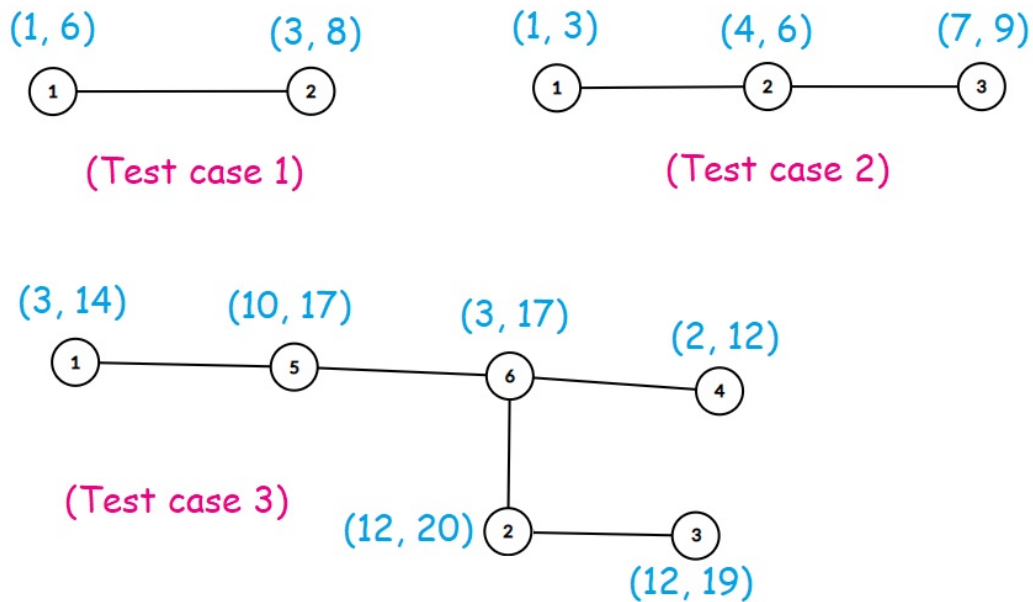 (1, 6) (3, 8)
1 2
(Test case 1)
(1, 3) (4, 6) (7, 9)
1 2 3
(Test case 2)
(3, 14) (10, 17) (3, 17) (2, 12)
1 5 6 4
(Test case 3)
(12, 20) 2 3
(12, 19)